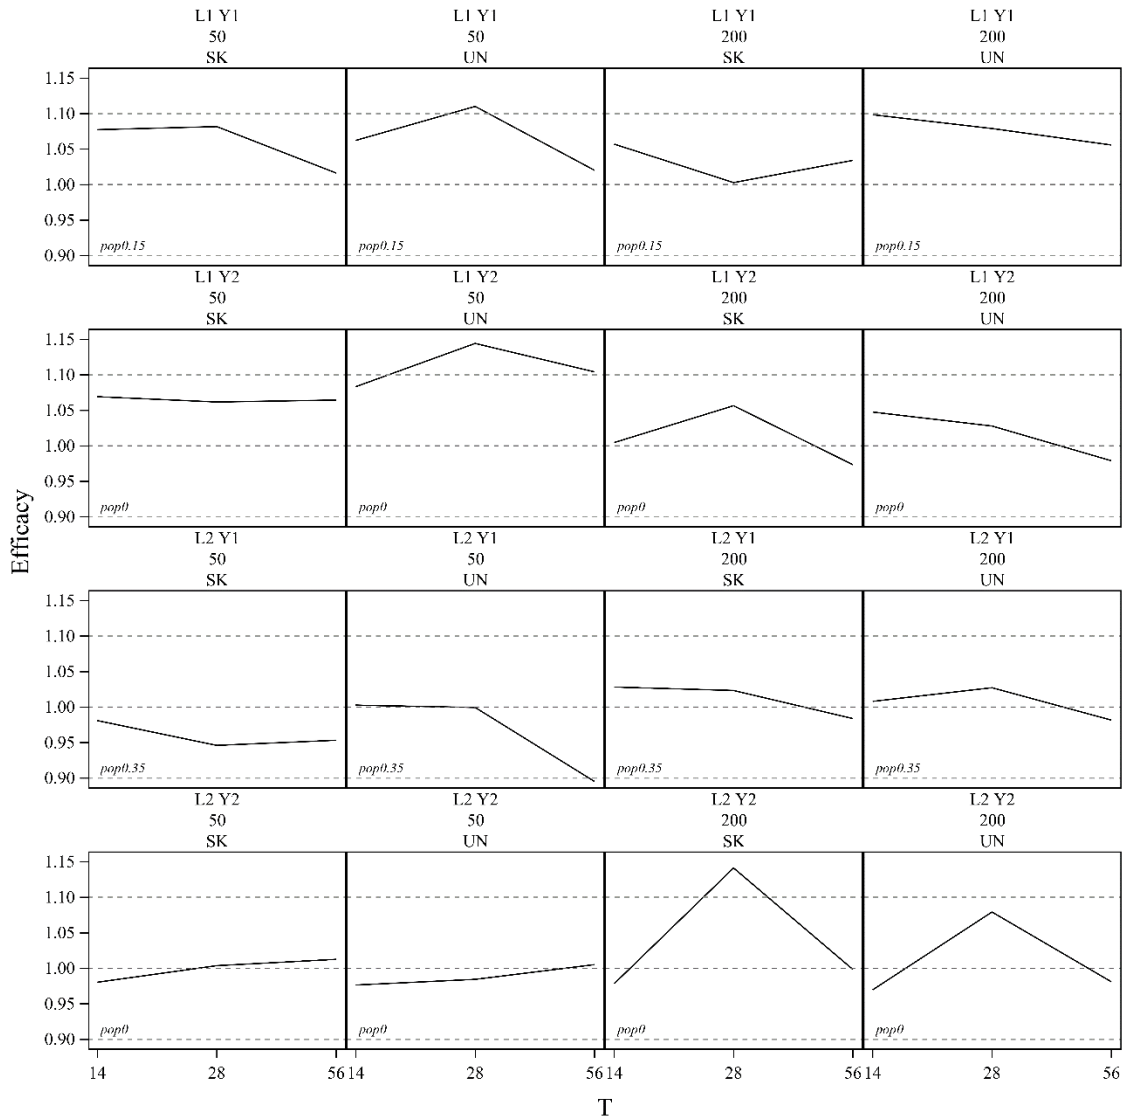 L1 Y1 L1 Y1 L1 Y1 L1 Y1
50 50 200 200
SK UN SK UN
1.15
1.10
1.05
1.00
0.95
0.90
pop0.15 pop0.15 pop0.15 pop0.15
L1 Y2 L1 Y2 L1 Y2 L1 Y2
50 50 200 200
SK UN SK UN
1.15
1.10
1.05
1.00
0.95
0.90
pop0 pop0 pop0 pop0
Efficacy
L2 Y1 L2 Y1 L2 Y1 L2 Y1
50 50 200 200
SK UN SK UN
1.15
1.10
1.05
1.00
0.95
0.90
pop0.35 pop0.35 pop0.35 pop0.35
L2 Y2 L2 Y2 L2 Y2 L2 Y2
50 50 200 200
SK UN SK UN
1.15
1.10
1.05
1.00
0.95
0.90
pop0 pop0 pop0 pop0
14 28 56 14 28 56 14 28 56 14 28 56
T